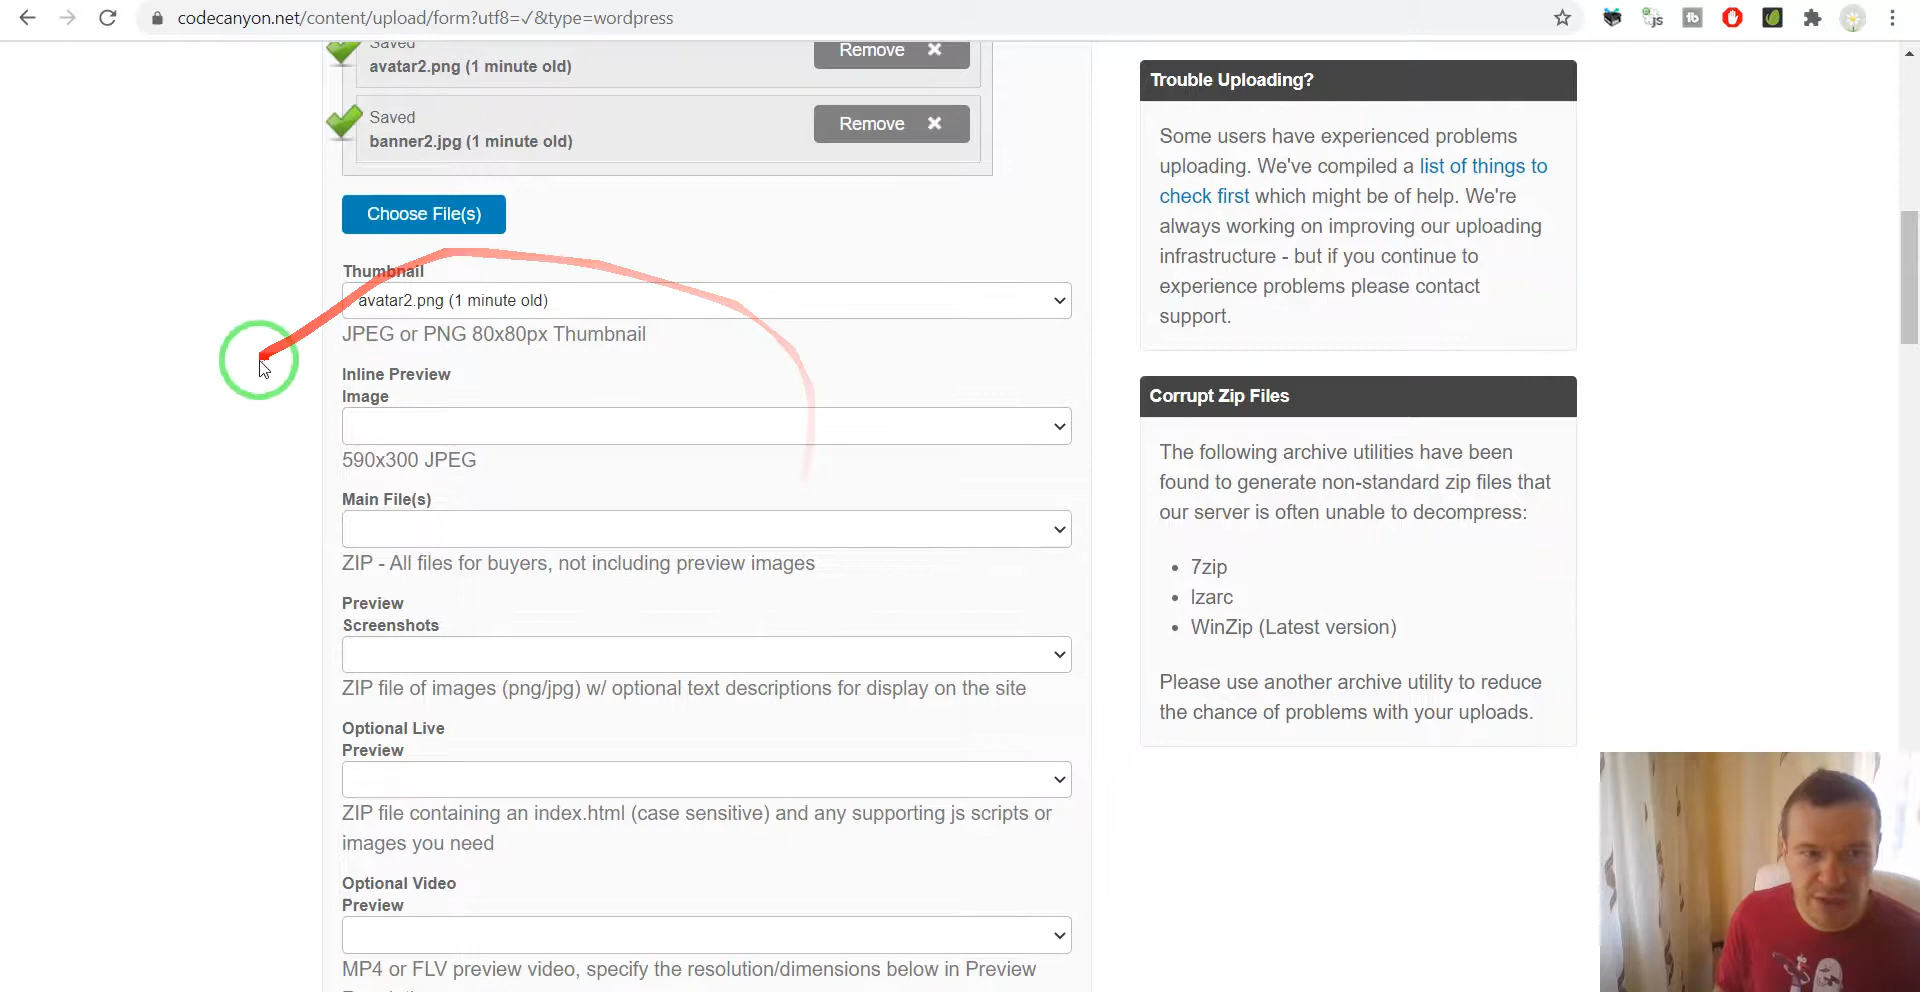 codecanyon.net/content/upload/form?utf8=✓&type=wordpress
Saved
avatar2.png (1 minute old)
Remove ×
Saved
banner2.jpg (1 minute old)
Remove ×
Choose File(s)
Thumbnail
avatar2.png (1 minute old)
JPEG or PNG 80x80px Thumbnail
Inline Preview
Image
590x300 JPEG
Main File(s)
ZIP - All files for buyers, not including preview images
Preview
Screenshots
ZIP file of images (png/jpg) w/ optional text descriptions for display on the site
Optional Live
Preview
ZIP file containing an index.html (case sensitive) and any supporting js scripts or
images you need
Optional Video
Preview
MP4 or FLV preview video, specify the resolution/dimensions below in Preview
Trouble Uploading?
Some users have experienced problems
uploading. We've compiled a list of things to
check first which might be of help. We're
always working on improving our uploading
infrastructure - but if you continue to
experience problems please contact
support.
Corrupt Zip Files
The following archive utilities have been
found to generate non-standard zip files that
our server is often unable to decompress:
• 7zip
• lzarc
• WinZip (Latest version)
Please use another archive utility to reduce
the chance of problems with your uploads.